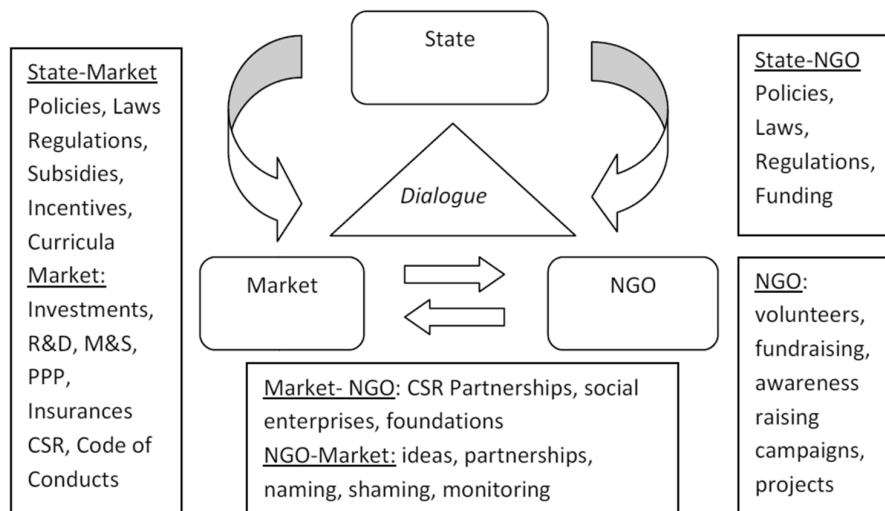 State
State-Market
Policies, Laws
Regulations,
Subsidies,
Incentives,
Curricula
Market:
Investments,
R&D, M&S,
PPP,
Insurances
CSR, Code of
Conducts
Dialogue
Market
NGO
State-NGO
Policies,
Laws,
Regulations,
Funding
NGO:
volunteers,
fundraising,
awareness
raising
campaigns,
projects
Market- NGO: CSR Partnerships, social
enterprises, foundations
NGO-Market: ideas, partnerships,
naming, shaming, monitoring